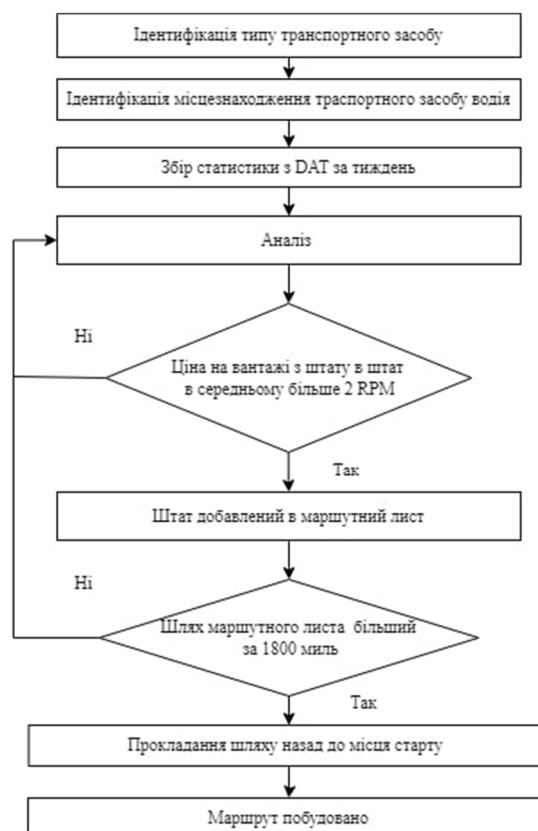 Ідентифікація типу транспортного засобу
Ідентифікація місцезнаходження траспортного засобу водія
Збір статистики з DAT за тиждень
Аналіз
Ні
Ціна на вантажі з штату в штат
в середньому більше 2 RPM
Так
Штат добавлений в маршутний лист
Ні
Шлях маршутного листа більший
за 1800 миль
Так
Прокладання шляху назад до місця старту
Маршрут побудовано